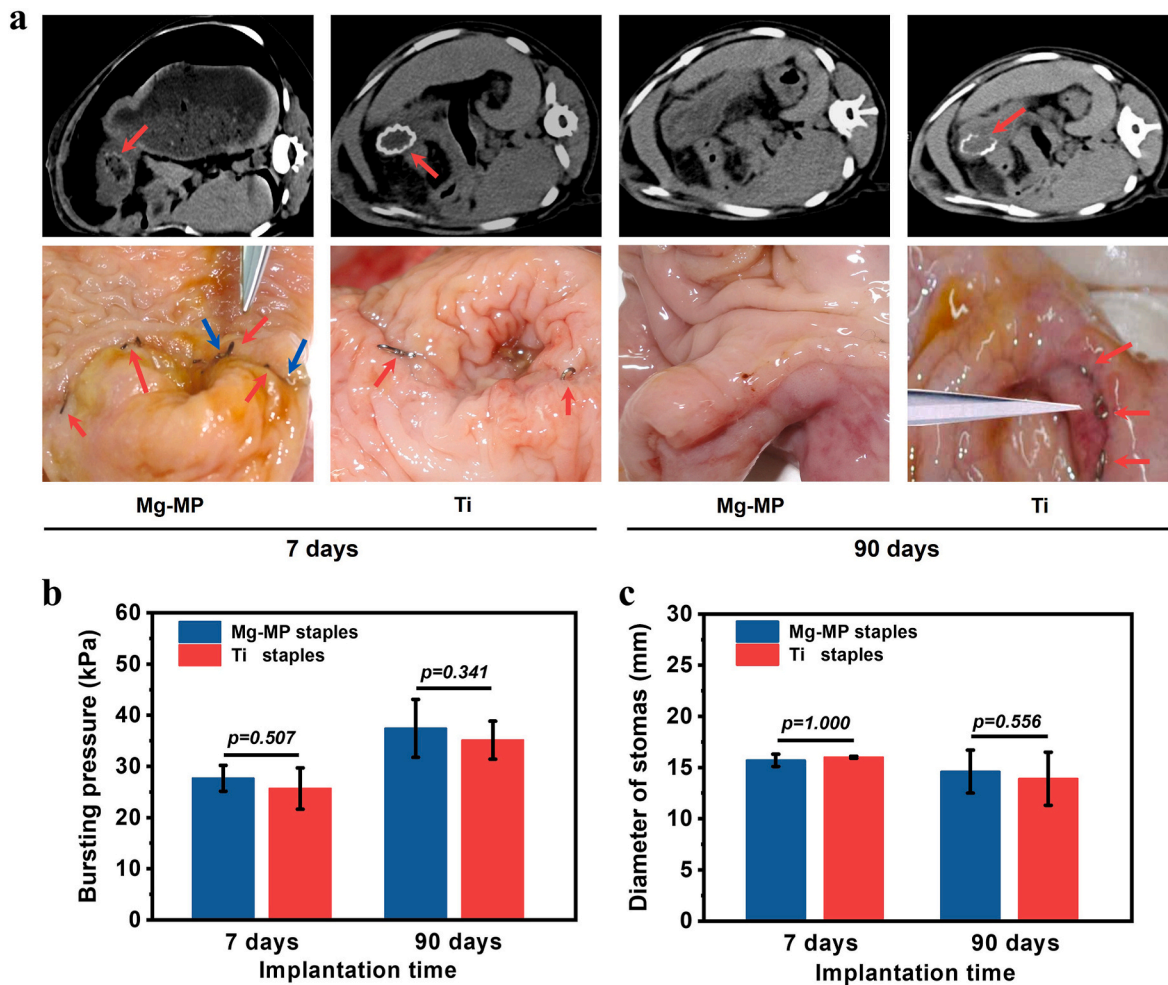 a
Mg-MP
Ti
Mg-MP
Ti
7 days
90 days
b
Bursting pressure (kPa)
60
50
40
30
20
10
0
Mg-MP staples
Ti staples
p=0.507
p=0.341
7 days
90 days
Implantation time
c
Diameter of stomas (mm)
30
25
20
15
10
5
0
Mg-MP staples
Ti staples
p=1.000
p=0.556
7 days
90 days
Implantation time